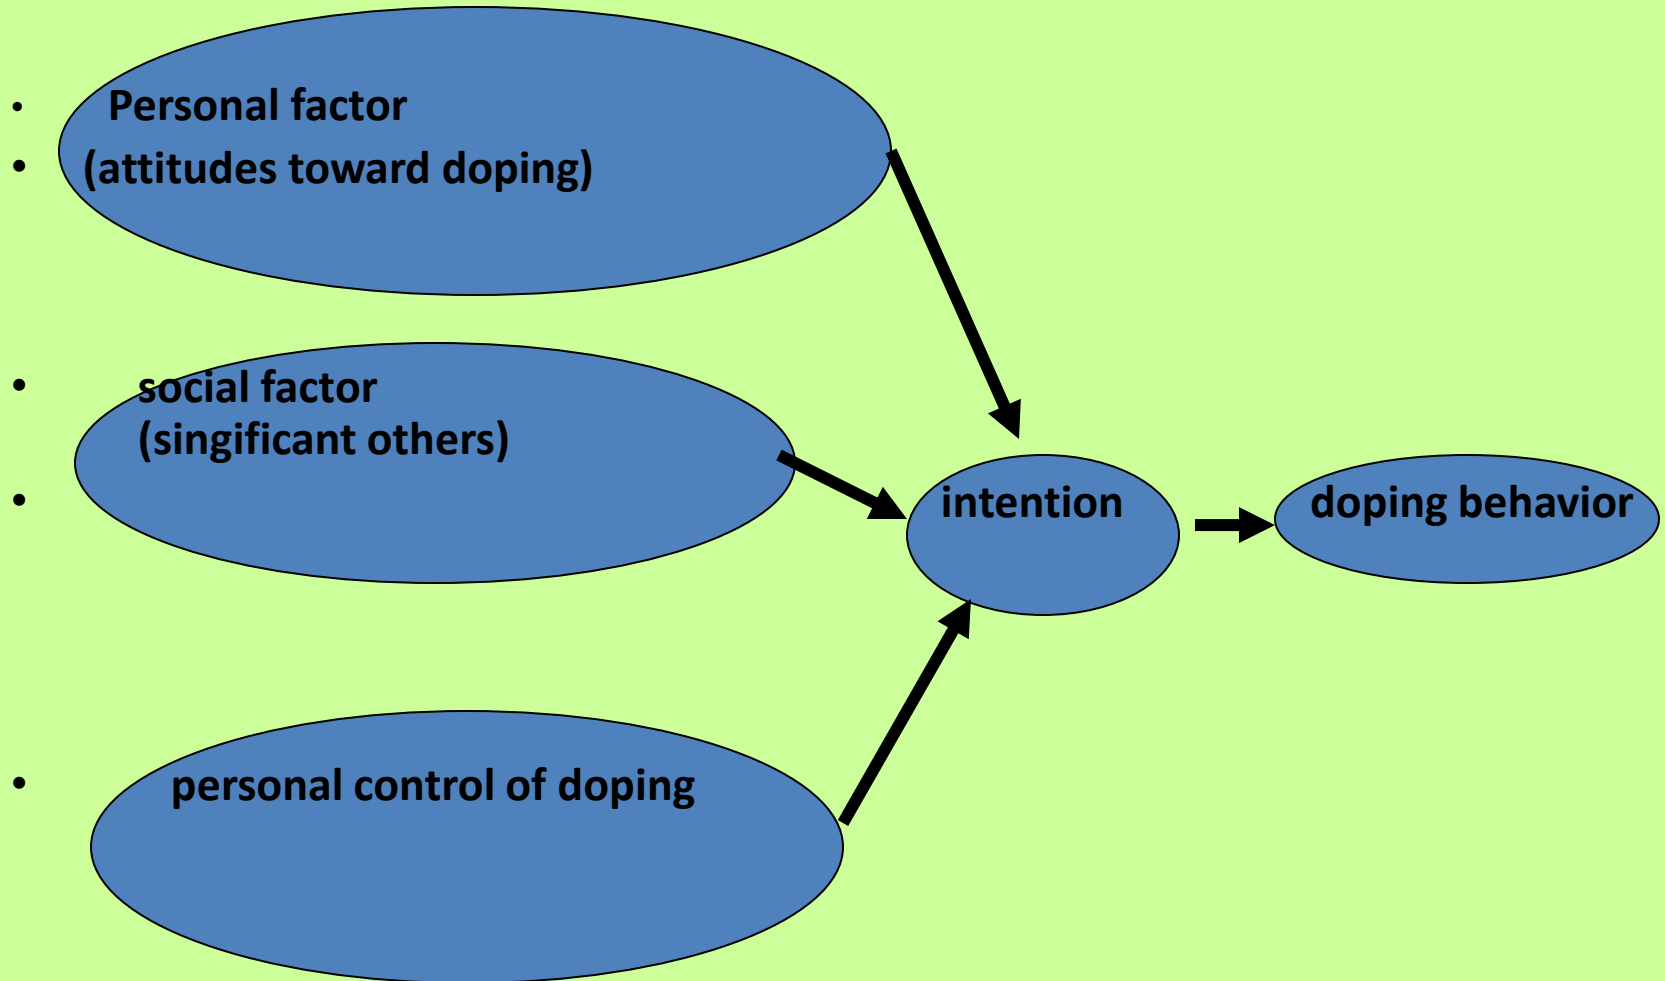 • Personal factor
• (attitudes toward doping)
• social factor
(singificant others)
•
intention
doping behavior
• personal control of doping